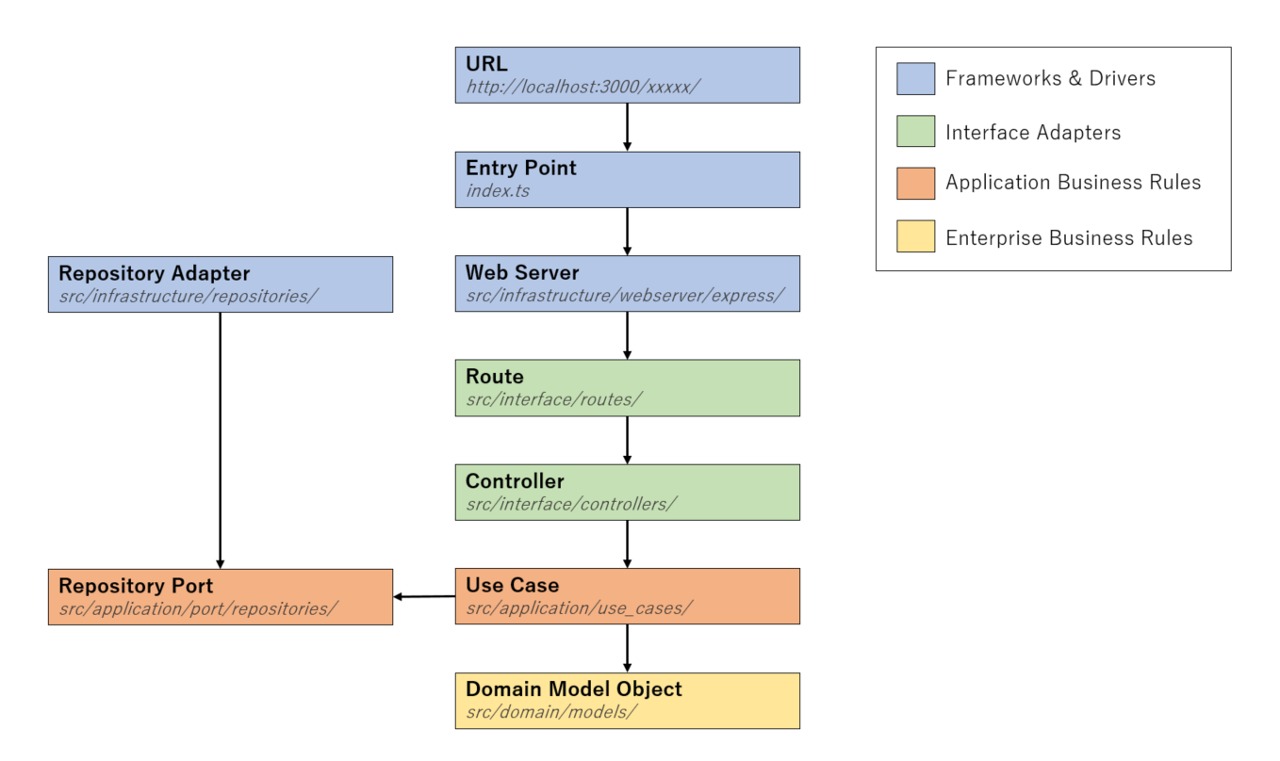 URL
http://localhost:3000/xxxxx/
Entry Point
index.ts
Repository Adapter
src/infrastructure/repositories/
Web Server
src/infrastructure/webserver/express/
Route
src/interface/routes/
Controller
src/interface/controllers/
Repository Port
src/application/port/repositories/
Use Case
src/application/use_cases/
Domain Model Object
src/domain/models/
Frameworks & Drivers
Interface Adapters
Application Business Rules
Enterprise Business Rules